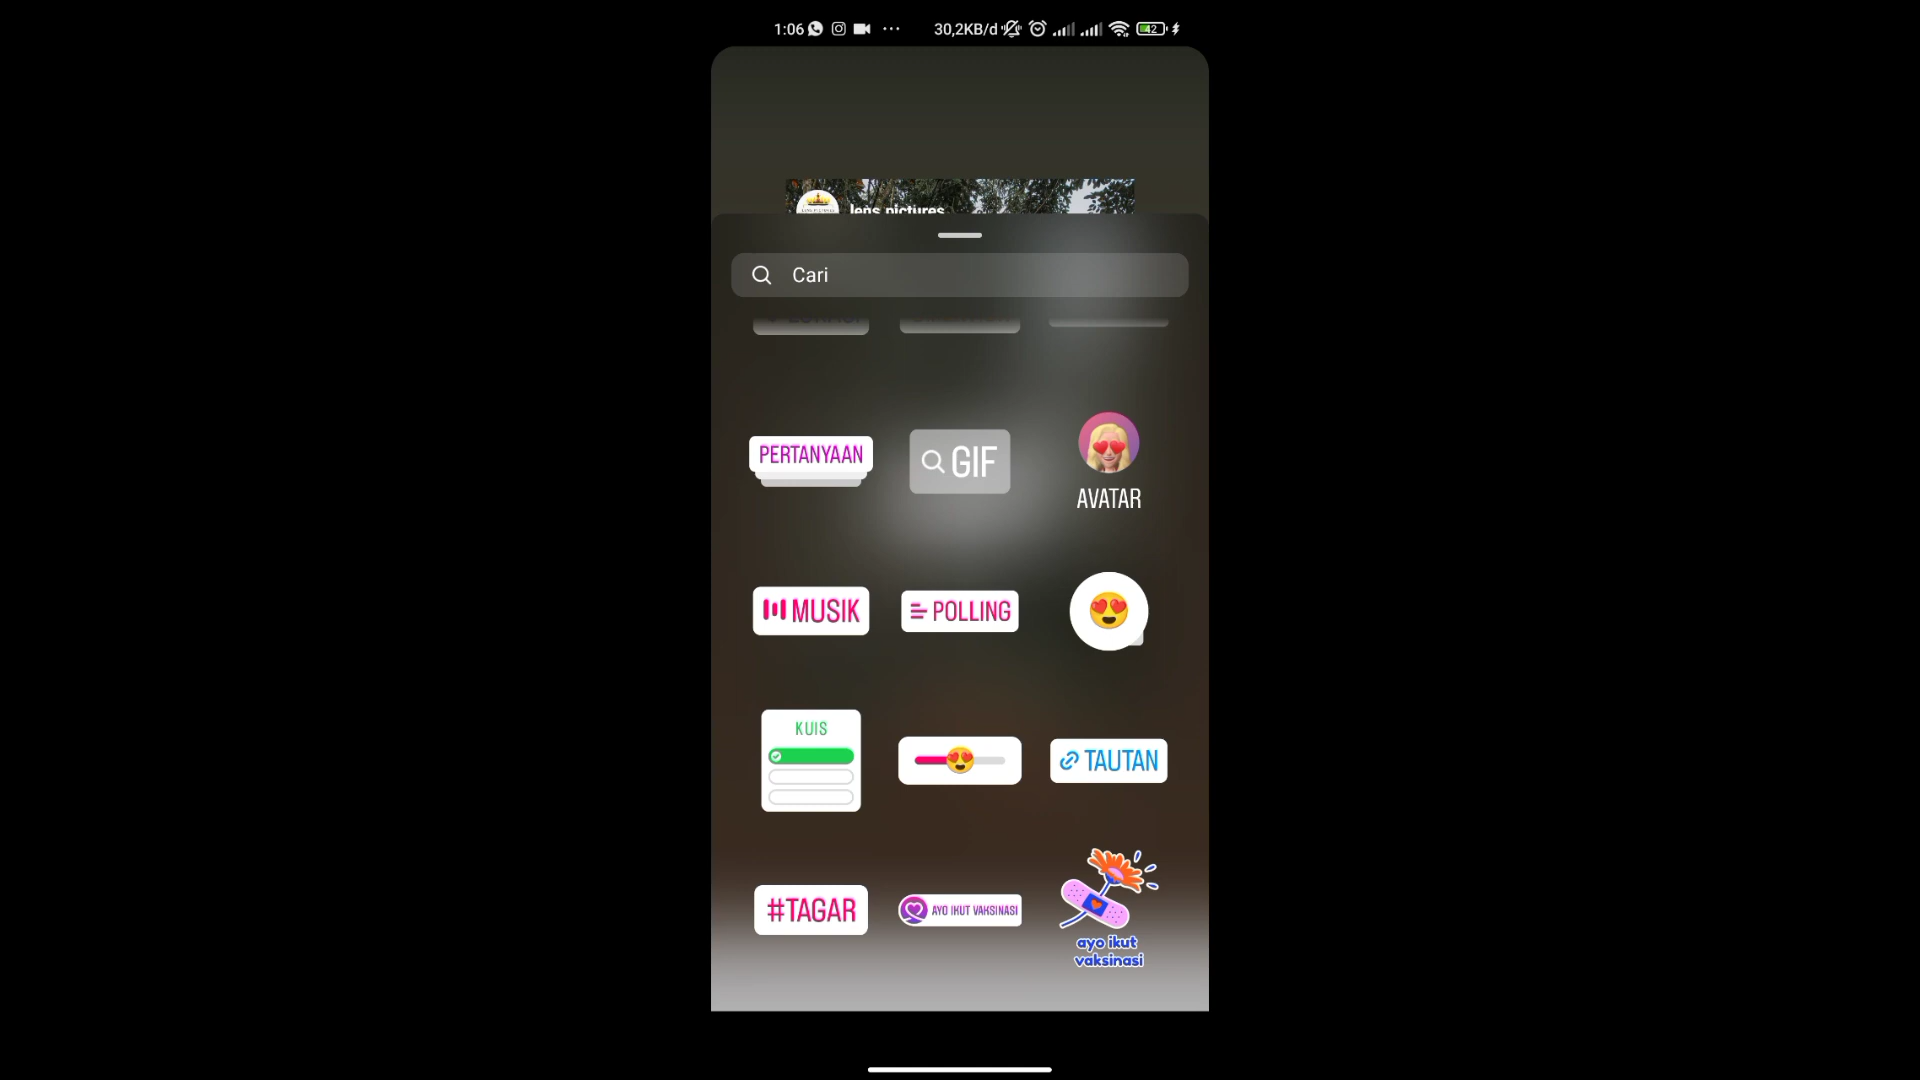 1:06 ... 30,2KB/d 42
lens pictures
Cari
PERTANYAAN
GIF
AVATAR
MUSIK
POLLING
KUIS
TAUTAN
#TAGAR
AYO IKUT VAKSINASI
ayo ikut
vaksinasi